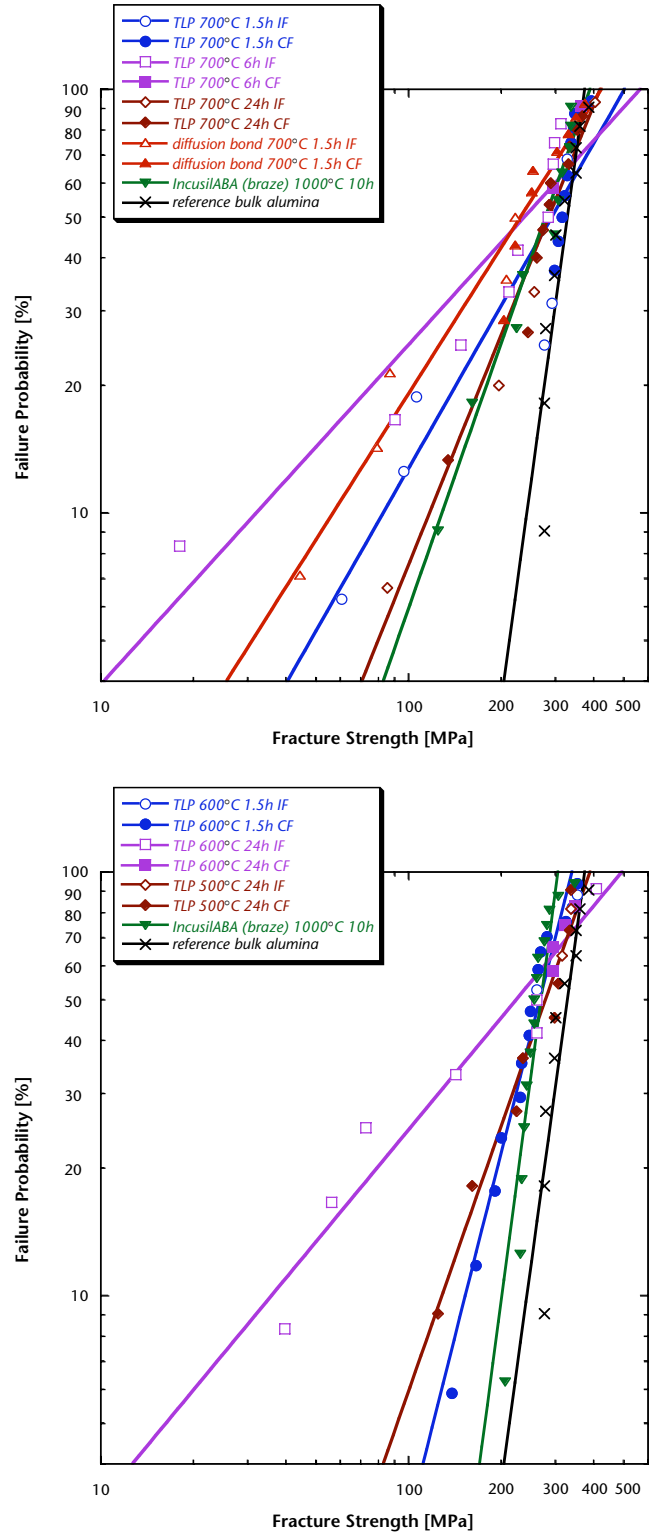 TLP 700°C 1.5h IF
TLP 700°C 1.5h CF
TLP 700°C 6h IF
TLP 700°C 6h CF
TLP 700°C 24h IF
TLP 700°C 24h CF
diffusion bond 700°C 1.5h IF
diffusion bond 700°C 1.5h CF
IncusilABA (braze) 1000°C 10h
reference bulk alumina
100
90
80
70
60
50
40
30
20
10
Failure Probability [%]
10
100
200
300
400
500
Fracture Strength [MPa]
TLP 600°C 1.5h IF
TLP 600°C 1.5h CF
TLP 600°C 24h IF
TLP 600°C 24h CF
TLP 500°C 24h IF
TLP 500°C 24h CF
IncusilABA (braze) 1000°C 10h
reference bulk alumina
100
90
80
70
60
50
40
30
20
10
Failure Probability [%]
10
100
200
300
400
500
Fracture Strength [MPa]